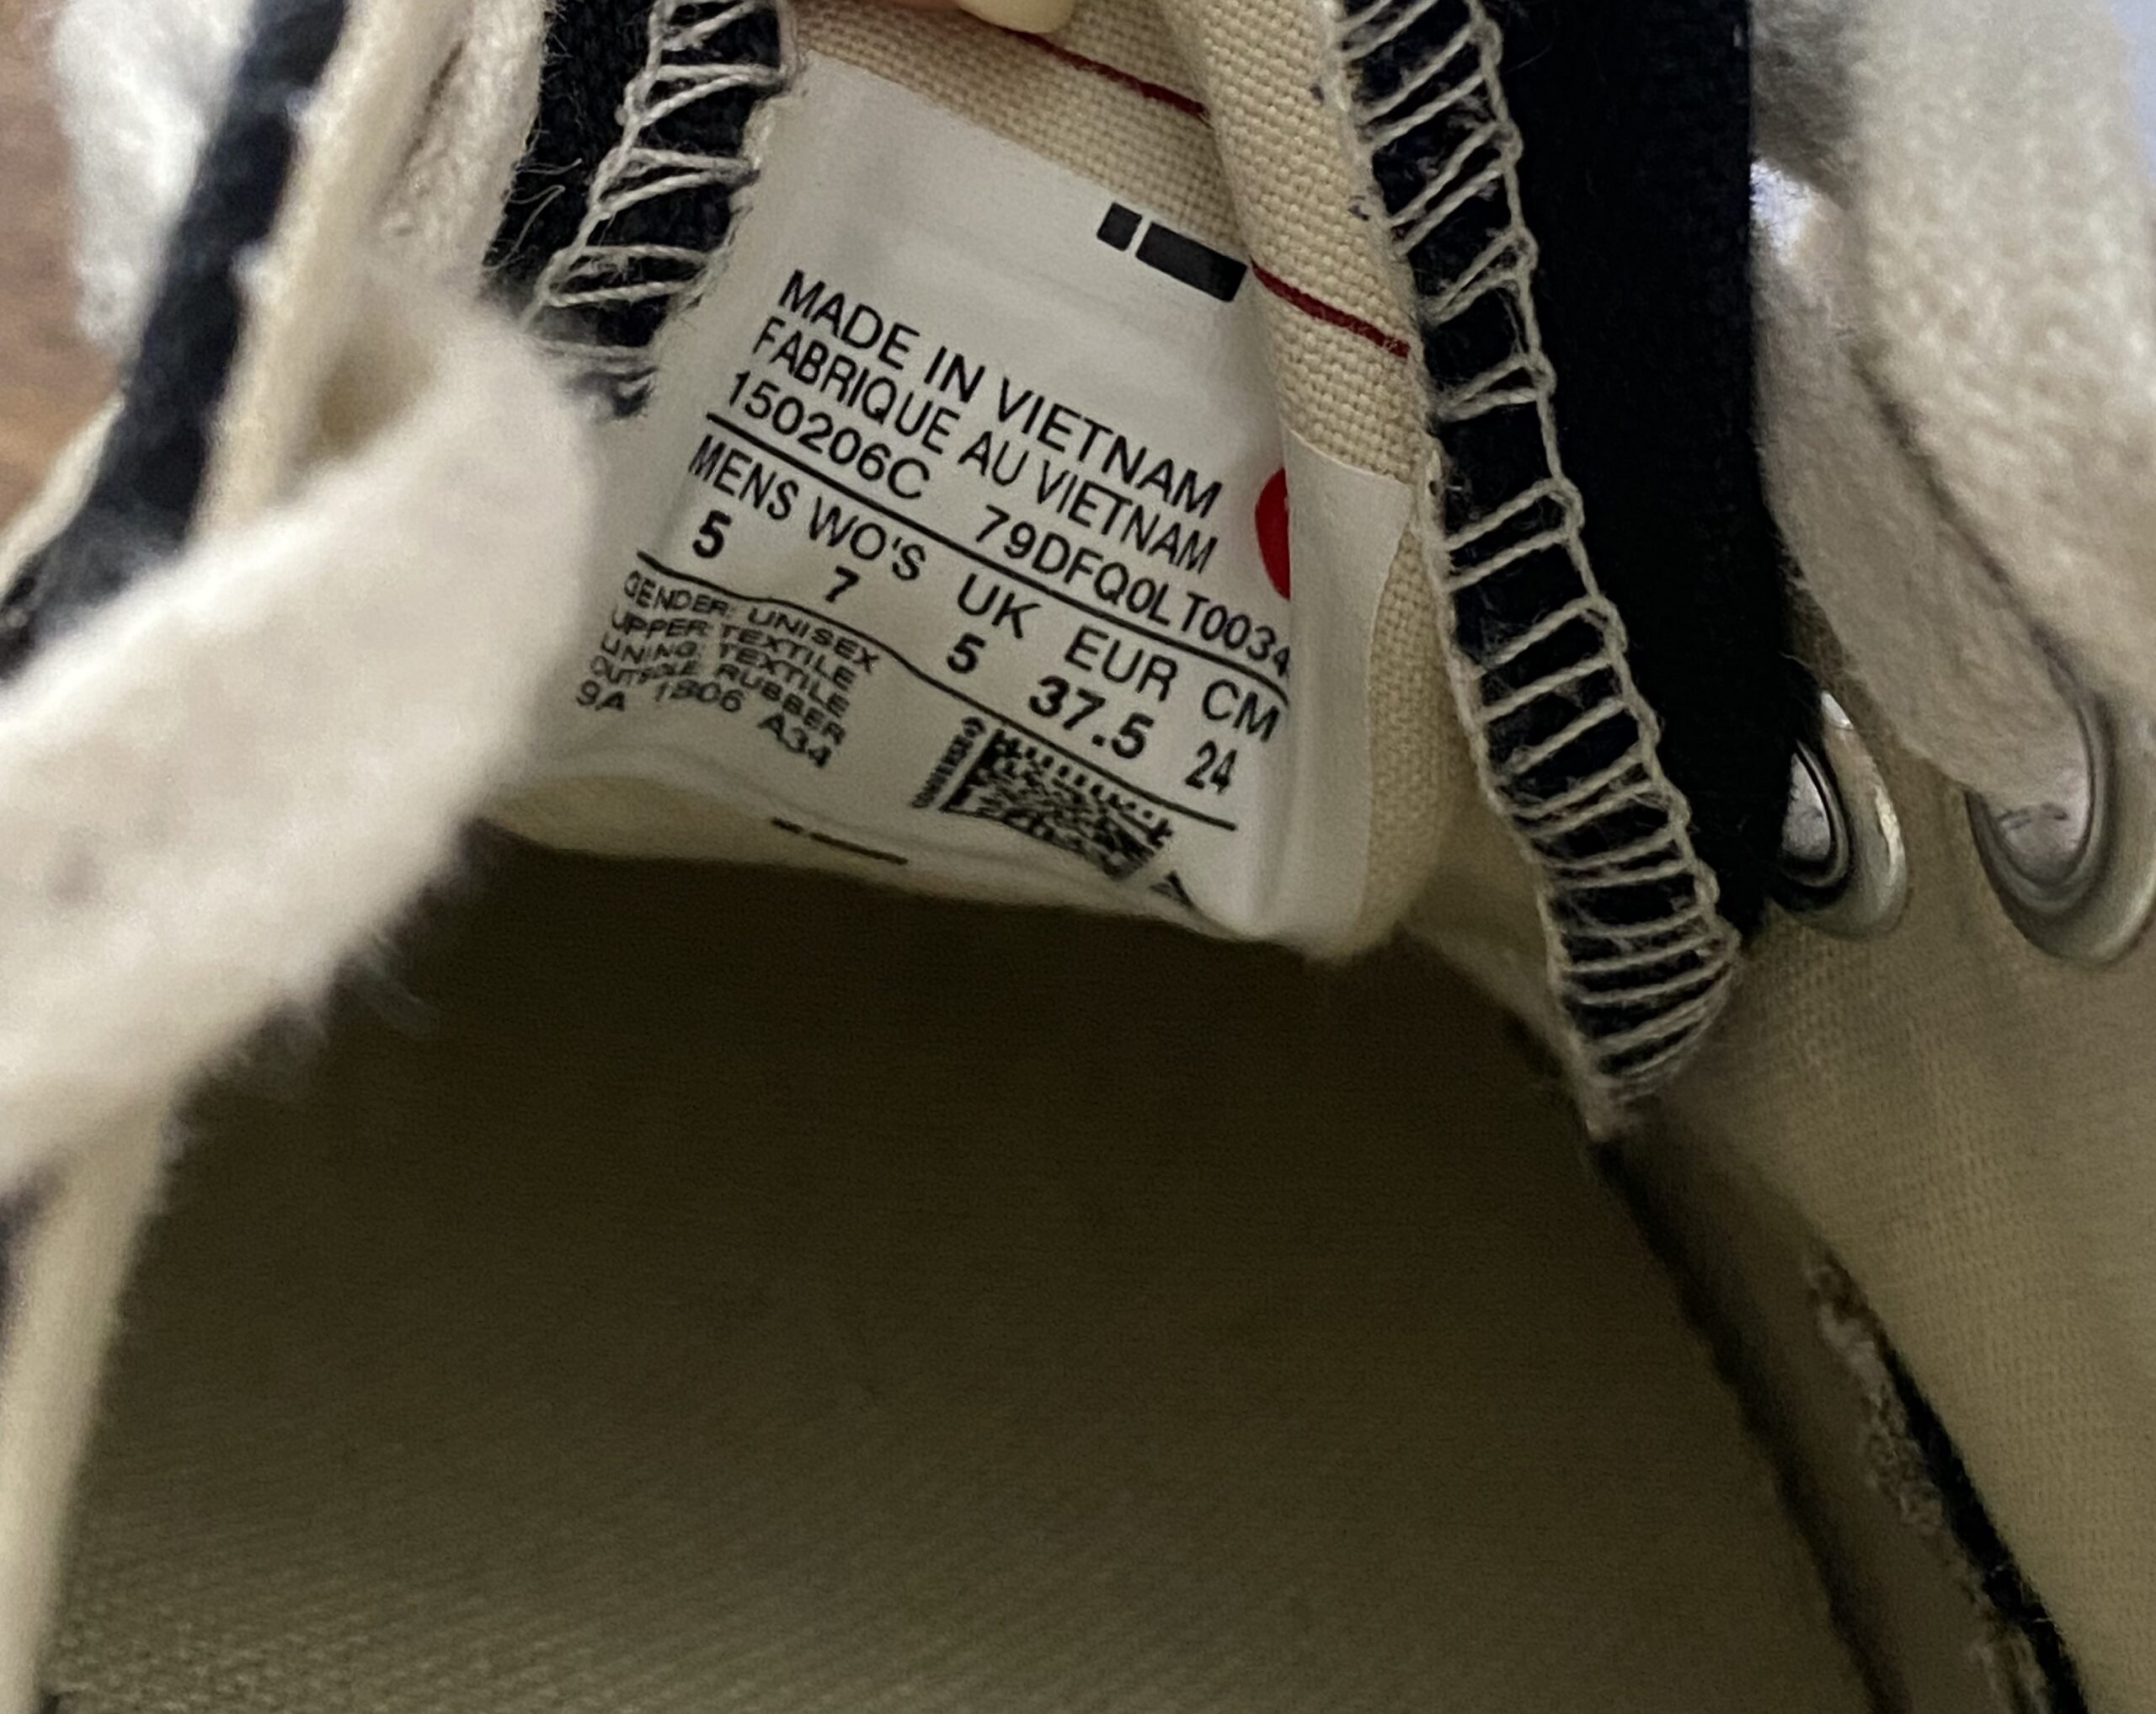 MADE IN VIETNAM
FABRIQUE AU VIETNAM
150206C 79DFQ0LT0034
MENS WO'S UK EUR CM
5 7 5 37.5 24
GENDER: UNISEX
UPPER: TEXTILE
LINING: TEXTILE
OUTSOLE: RUBBER
9A 1806 A34